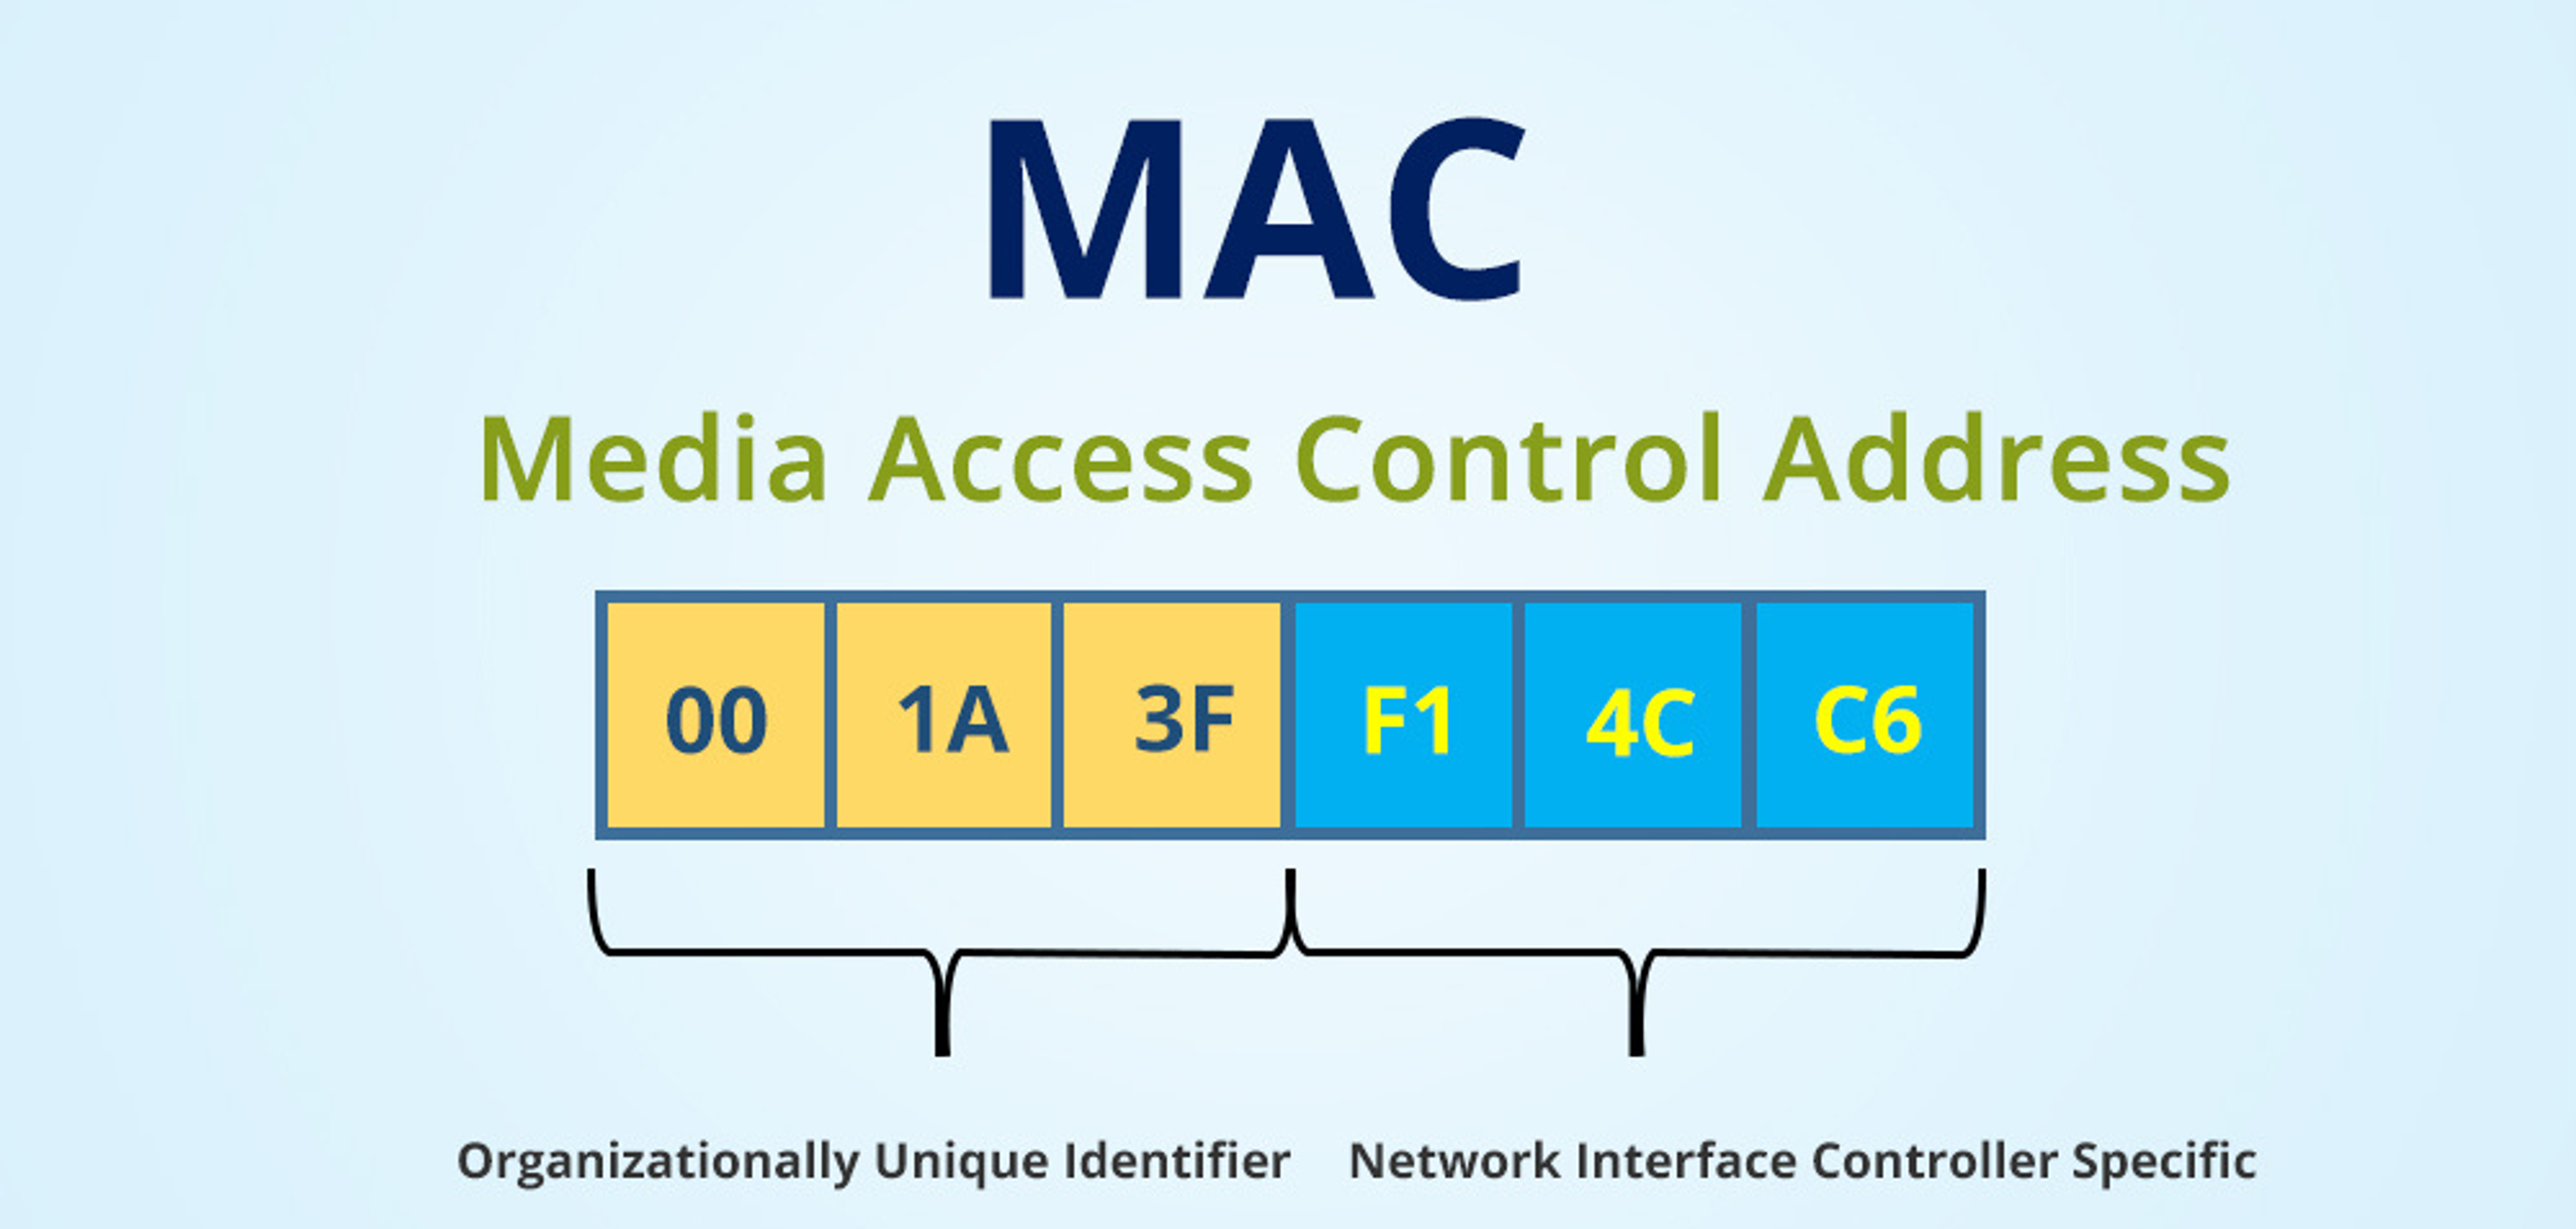 MAC
Media Access Control Address
00 1A 3F F1 4C C6
Organizationally Unique Identifier Network Interface Controller Specific